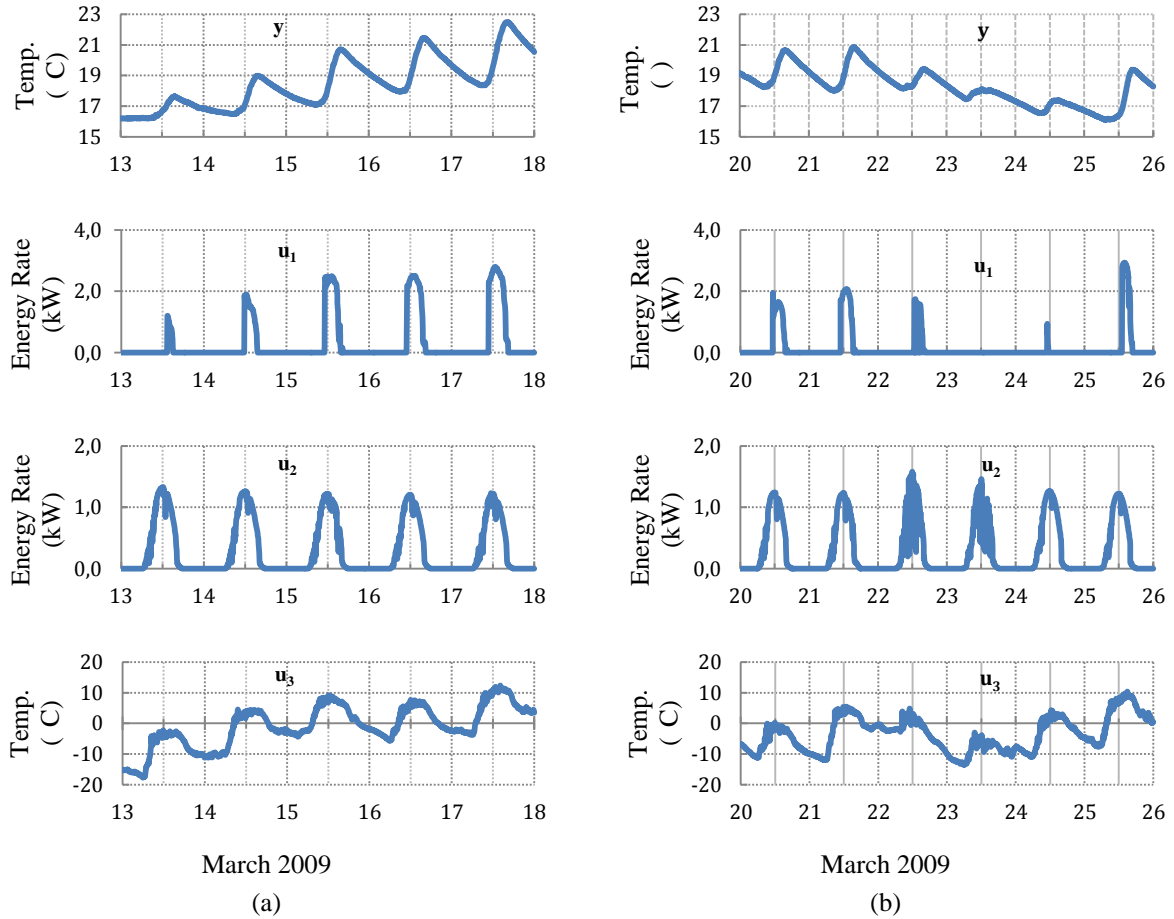 23
21
19
17
15
Temp.
( C)
y
13 14 15 16 17 18
4,0
2,0
0,0
Energy Rate
(kW)
u1
13 14 15 16 17 18
2,0
1,0
0,0
Energy Rate
(kW)
u2
13 14 15 16 17 18
20
10
0
-10
-20
Temp.
( C)
u3
13 14 15 16 17 18
March 2009
(a)
23
21
19
17
15
Temp.
( )
y
20 21 22 23 24 25 26
4,0
2,0
0,0
Energy Rate
(kW)
u1
20 21 22 23 24 25 26
2,0
1,0
0,0
Energy Rate
(kW)
u2
20 21 22 23 24 25 26
20
10
0
-10
-20
Temp.
( C)
u3
20 21 22 23 24 25 26
March 2009
(b)